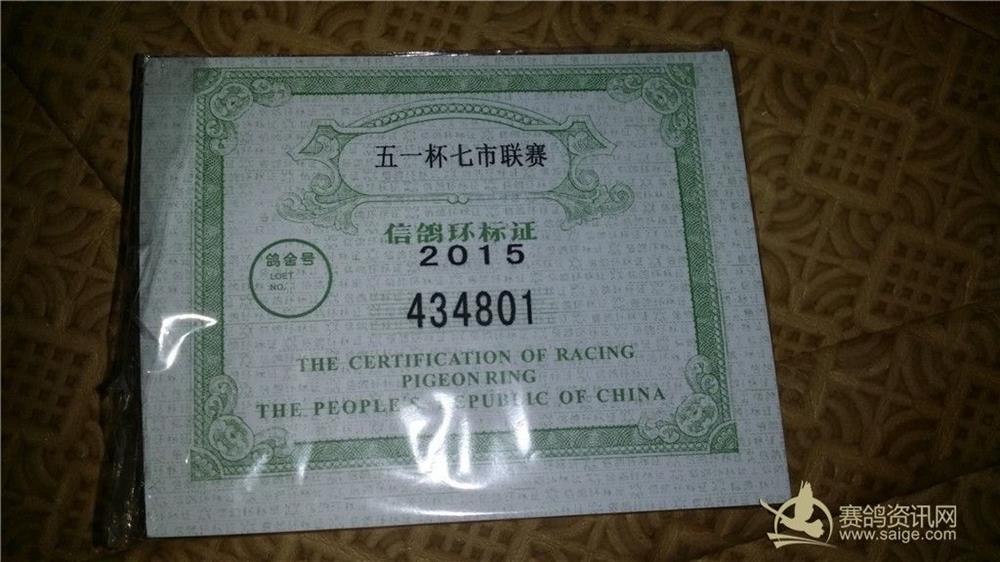 五一杯七市联赛
信鸽环标证
2015
鸽舍号
LOET
NO.
434801
THE CERTIFICATION OF RACING
PIGEON RING
THE PEOPLE'S REPUBLIC OF CHINA
赛鸽资讯网
www.saige.com